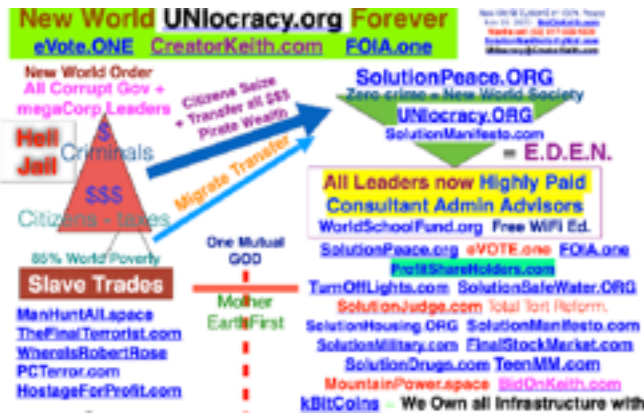 New World UNIocracy.org Forever
eVote.ONE CreatorKeith.com FOIA.one
New World Order
All Corrupt Gov +
megaCorp Leaders
Citizens Seize
+ Transfer all $$$
Pirate Wealth
SolutionPeace.ORG
Zero crime = New World Society
UNIocracy.ORG
SolutionManifesto.com
Hell
Jail
$
Criminals
$$$
Citizens - taxes
Migrate Transfer
= E.D.E.N.
All Leaders now Highly Paid
Consultant Admin Advisors
WorldSchoolFund.org Free WiFi Ed.
85% World Poverty
Slave Trades
One Mutual
GOD
Mother
EarthFirst
ManHuntAll.space
TheFinalTerrorist.com
WhereIsRobertRose
PCTerror.com
HostageForProfit.com
SolutionPeace.org eVOTE.one FOIA.one
ProfitShareHolders.com
TurnOffLights.com SolutionSafeWater.ORG
SolutionJudge.com Total Tort Reform.
SolutionHousing.ORG SolutionManifesto.com
SolutionMilitary.com FinalStockMarket.com
SolutionDrugs.com TeenMM.com
MountainPower.space BidOnKeith.com
kBitCoins - We Own all Infrastructure with